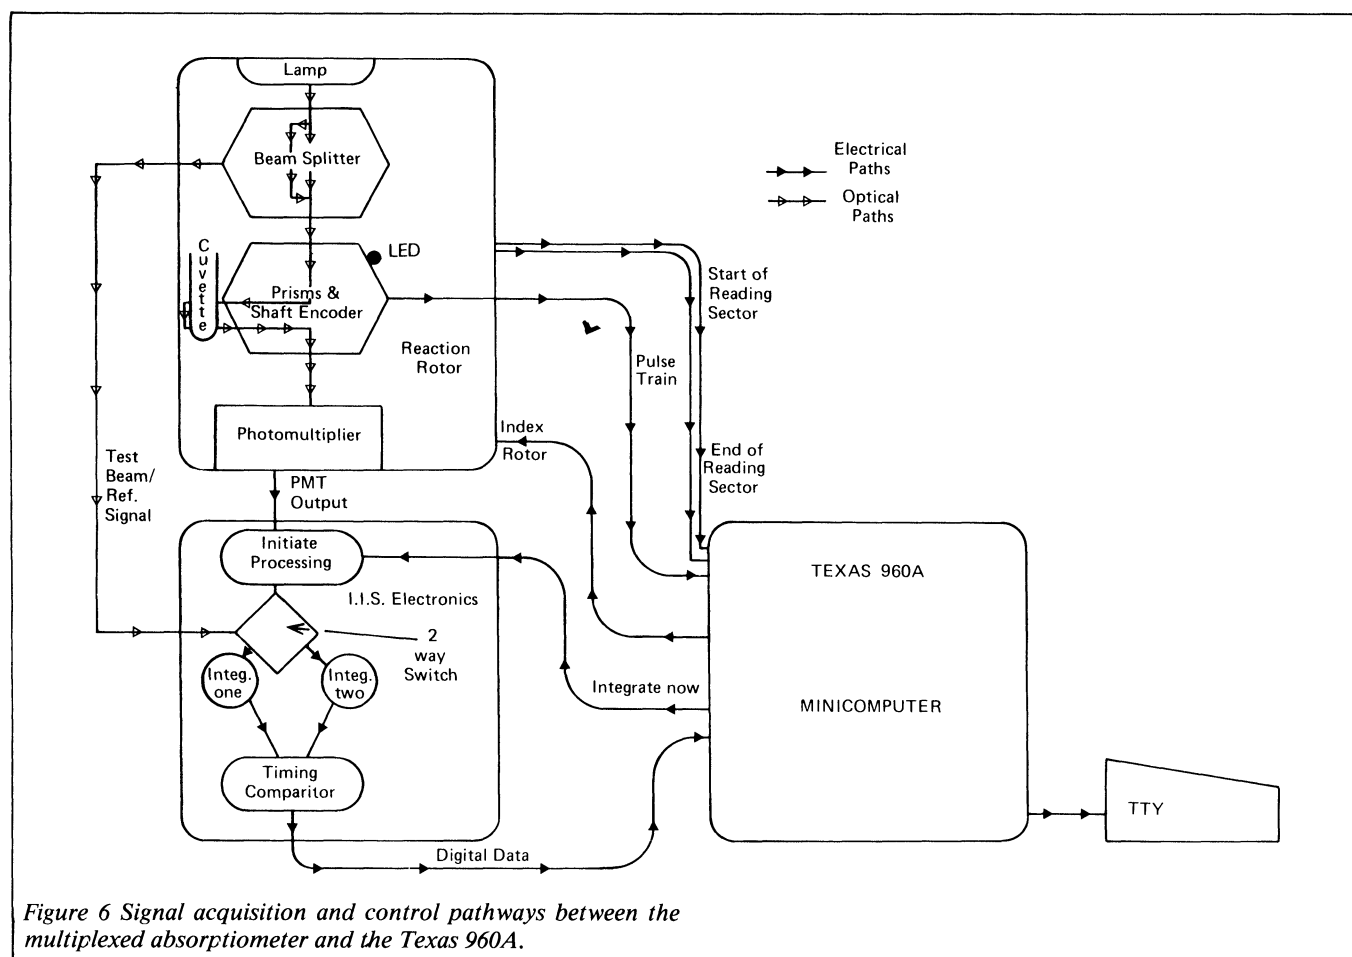 Lamp
Beam Splitter
Electrical
Paths
Optical
Paths
Cuvette
LED
Prisms &
Shaft Encoder
Reaction
Rotor
Start of
Reading
Sector
Pulse
Train
Photomultiplier
Index
Rotor
End of
Reading
Sector
Test
Beam/
Ref.
Signal
PMT
Output
Initiate
Processing
I.I.S. Electronics
2
way
Switch
Integ.
one
Integ.
two
Integrate now
TEXAS 960A
MINICOMPUTER
Timing
Comparitor
TTY
Digital Data
Figure 6 Signal acquisition and control pathways between the
multiplexed absorptiometer and the Texas 960A.